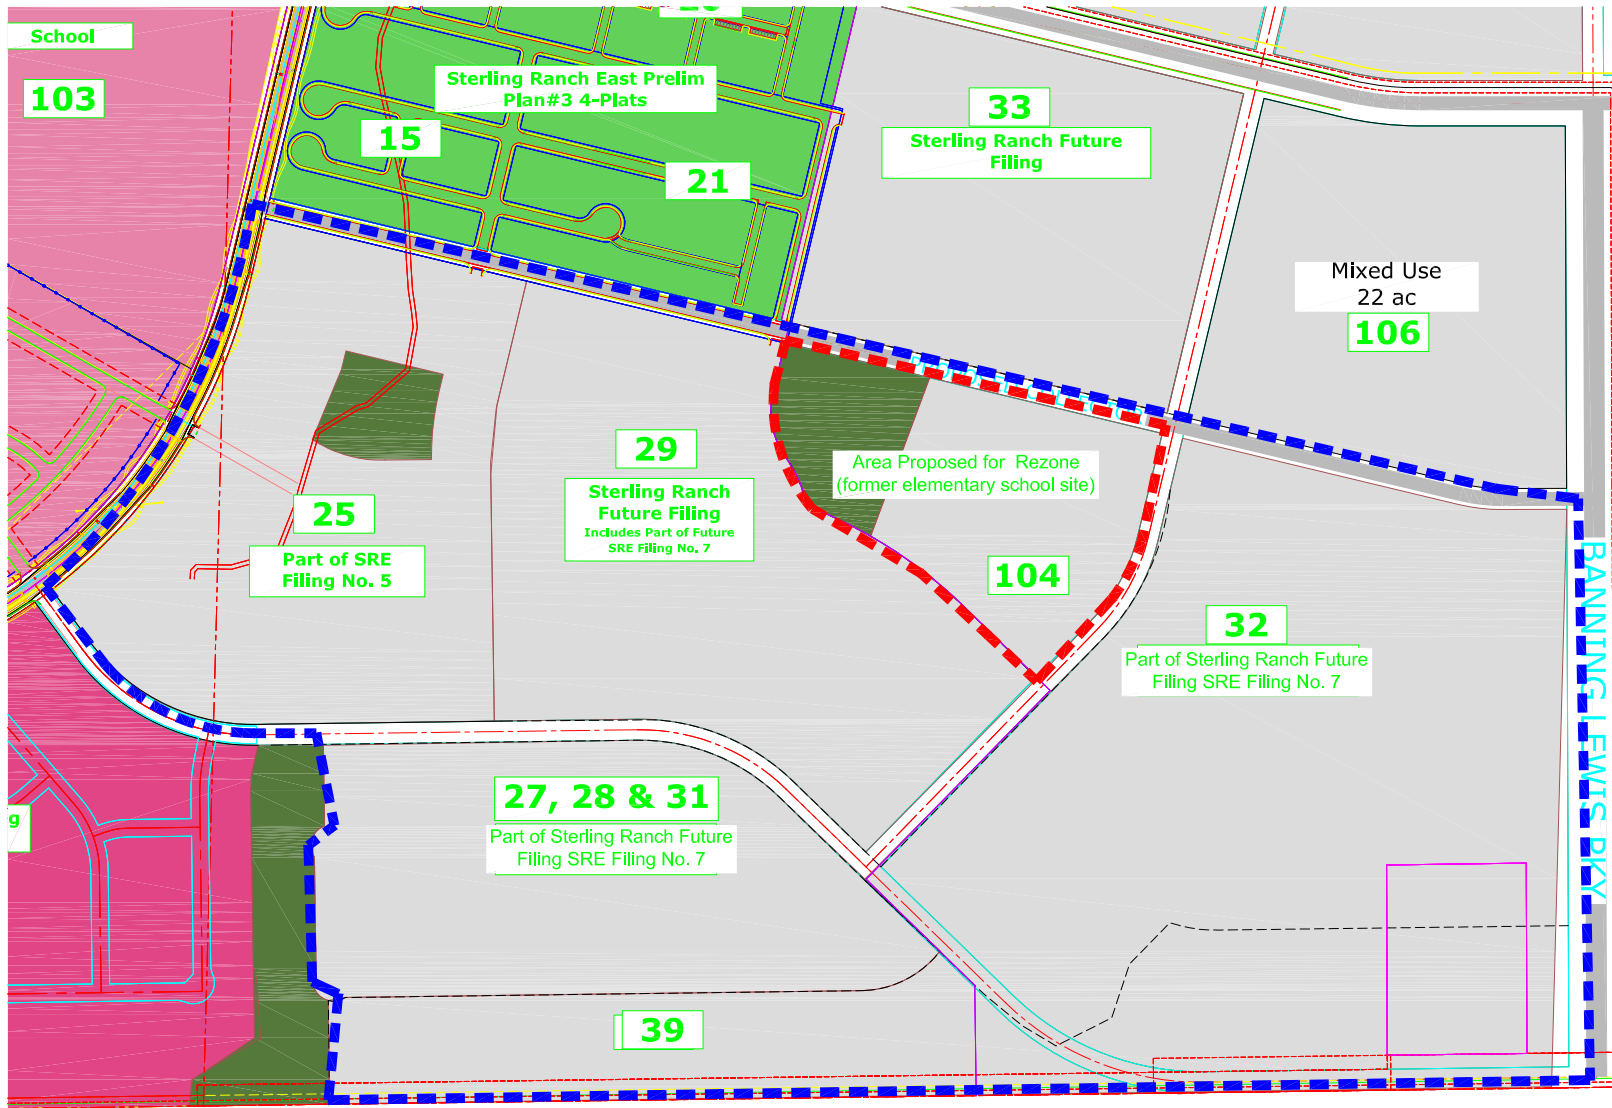 School
103
Sterling Ranch East Prelim
Plan#3 4-Plats
15
21
33
Sterling Ranch Future
Filing
Mixed Use
22 ac
106
29
Sterling Ranch
Future Filing
Includes Part of Future
SRE Filing No. 7
Area Proposed for Rezone
(former elementary school site)
104
25
Part of SRE
Filing No. 5
32
Part of Sterling Ranch Future
Filing SRE Filing No. 7
BANNING LEWIS PKY
27, 28 & 31
Part of Sterling Ranch Future
Filing SRE Filing No. 7
g
39